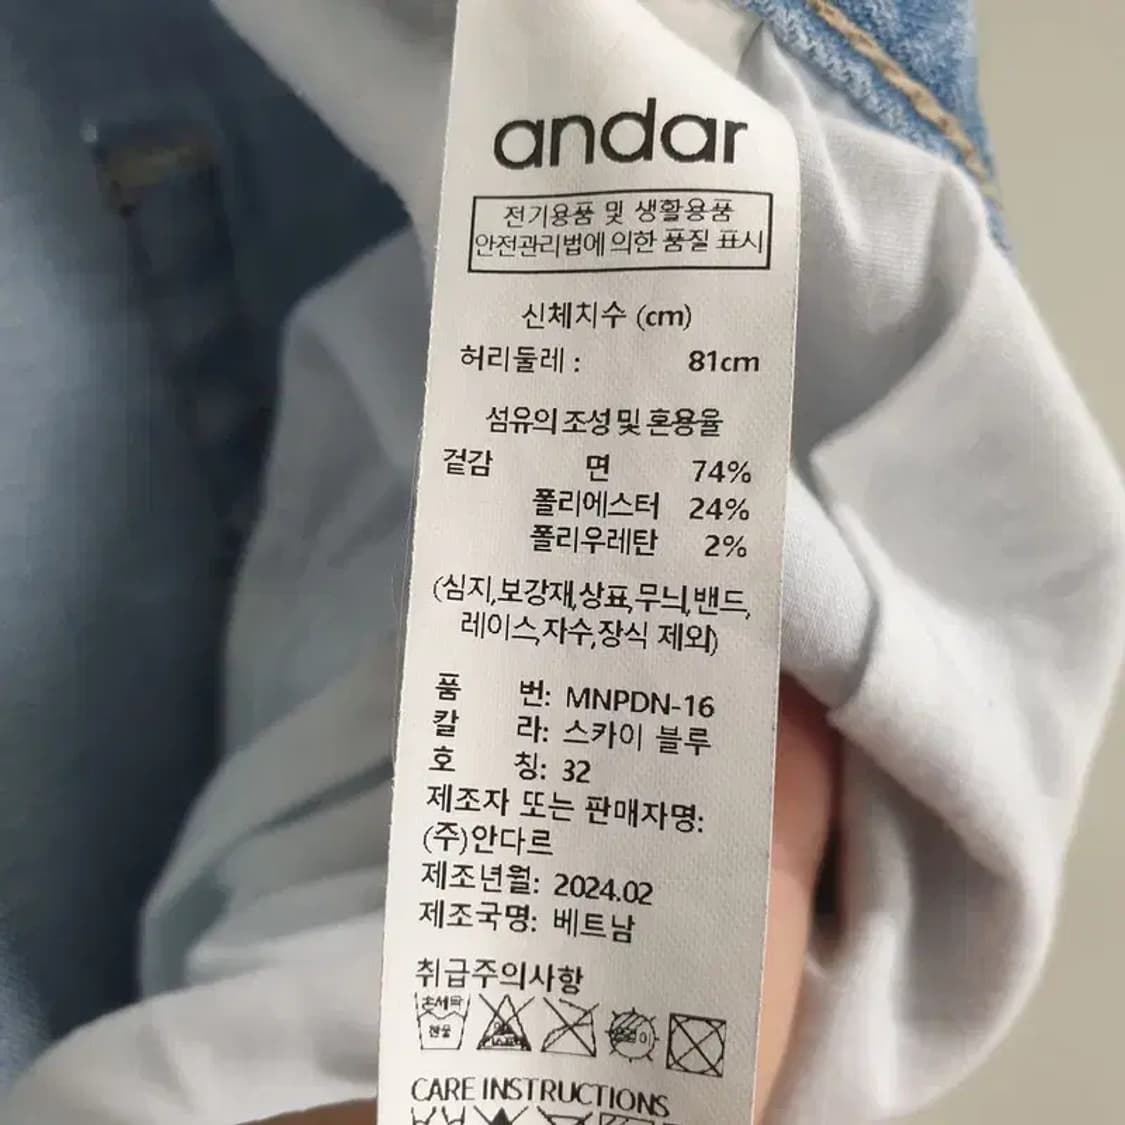 andar
전기용품 및 생활용품
안전관리법에 의한 품질 표시
신체치수 (cm)
허리둘레 : 81cm
섬유의 조성 및 혼용율
겉감 면 74%
폴리에스터 24%
폴리우레탄 2%
(심지,보강재,상표,무늬,밴드,
레이스,자수,장식 제외)
품 번: MNPDN-16
칼 라: 스카이 블루
호 칭: 32
제조자 또는 판매자명:
(주)안다르
제조년월: 2024.02
제조국명: 베트남
취급주의사항
손세탁
CARE INSTRUCTIONS